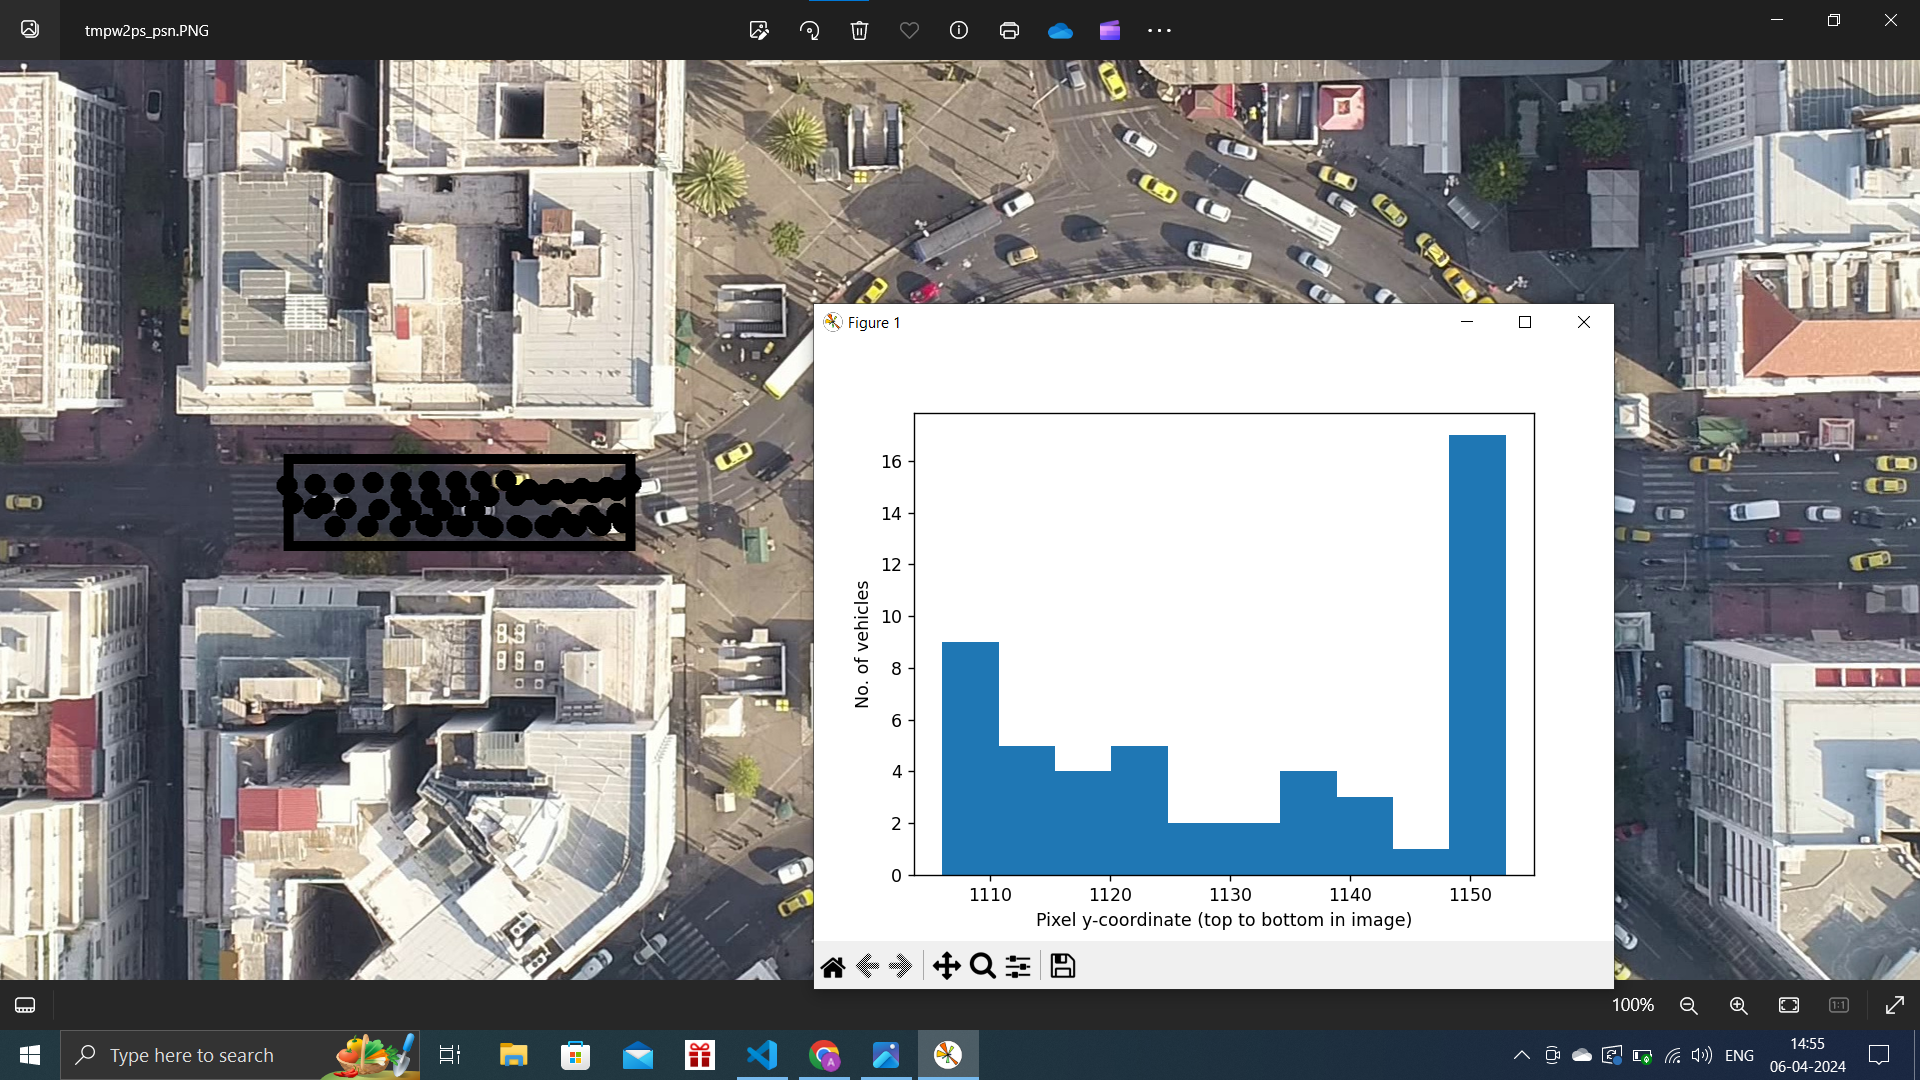 tmpw2ps_psn.PNG
Figure 1
16
14
12
10
8
6
4
2
0
No. of vehicles
1110 1120 1130 1140 1150
Pixel y-coordinate (top to bottom in image)
100%
1:1
Type here to search
A
ENG
14:55
06-04-2024